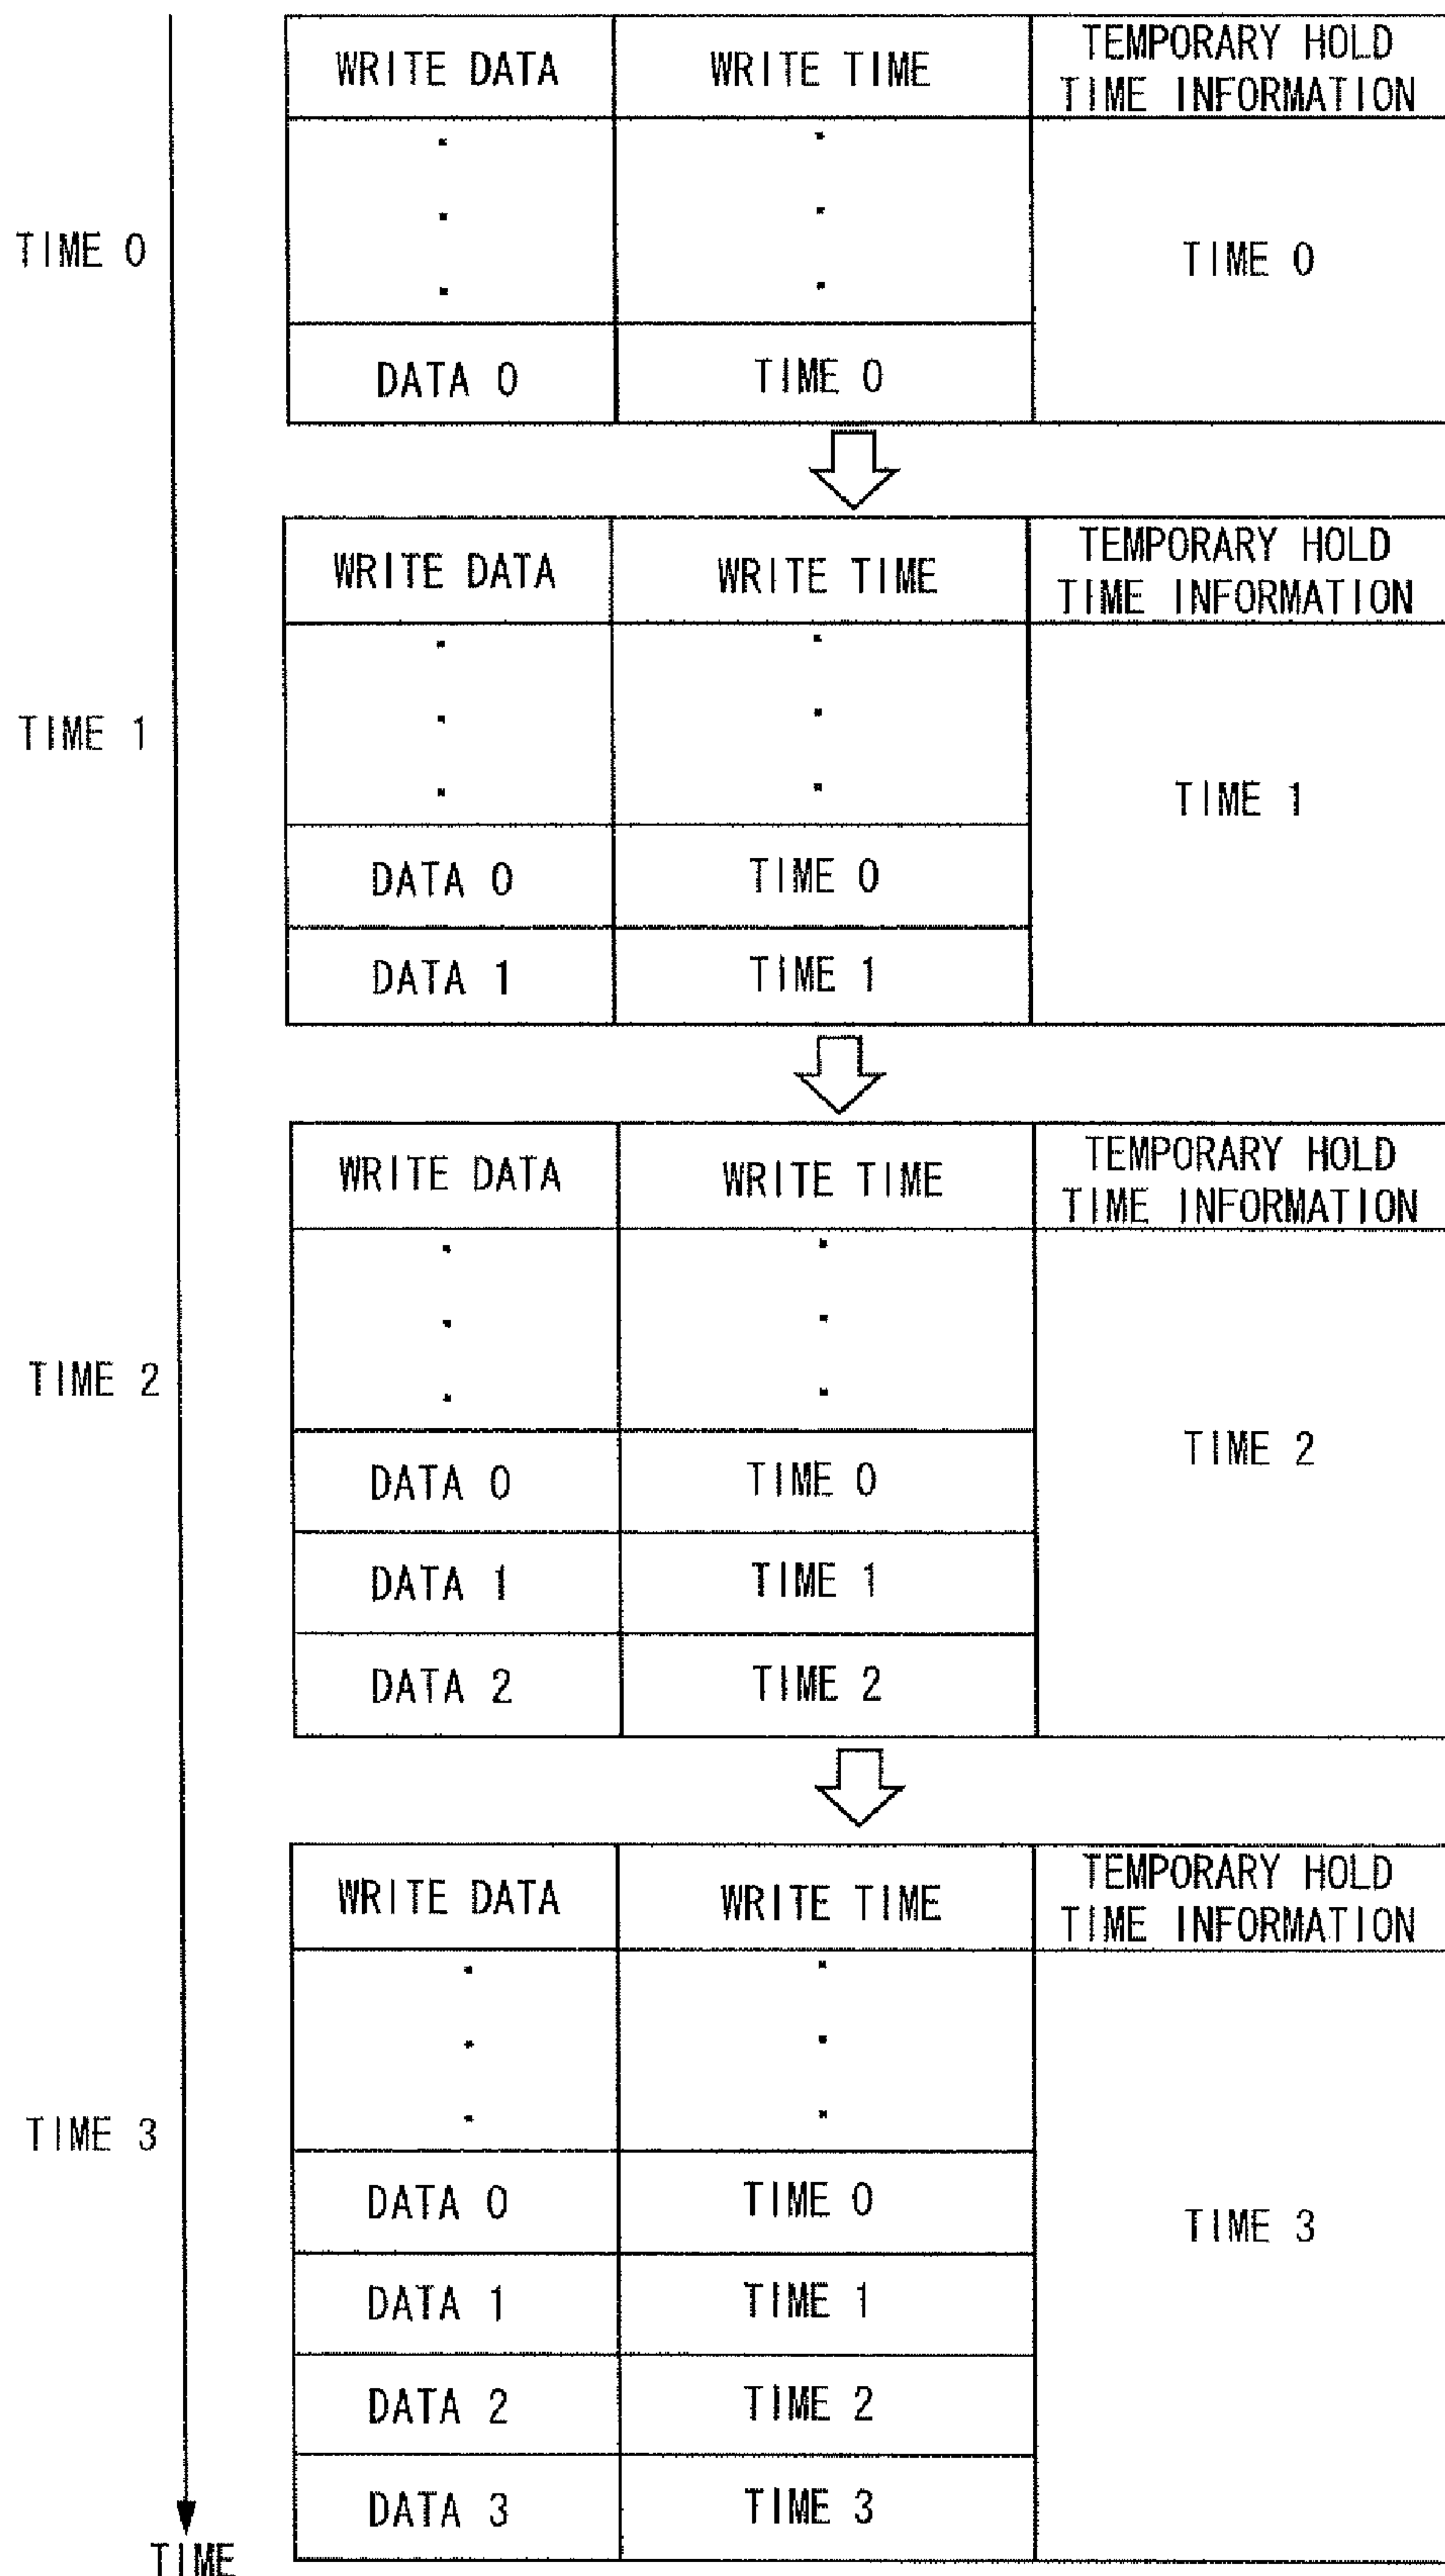 WRITE DATA WRITE TIME TEMPORARY HOLD
TIME INFORMATION
TIME 0
TIME 0
DATA 0 TIME 0
WRITE DATA WRITE TIME TEMPORARY HOLD
TIME INFORMATION
TIME 1
TIME 1
DATA 0 TIME 0
DATA 1 TIME 1
WRITE DATA WRITE TIME TEMPORARY HOLD
TIME INFORMATION
TIME 2
TIME 2
DATA 0 TIME 0
DATA 1 TIME 1
DATA 2 TIME 2
WRITE DATA WRITE TIME TEMPORARY HOLD
TIME INFORMATION
TIME 3
DATA 0 TIME 0
TIME 3
DATA 1 TIME 1
DATA 2 TIME 2
DATA 3 TIME 3
TIME